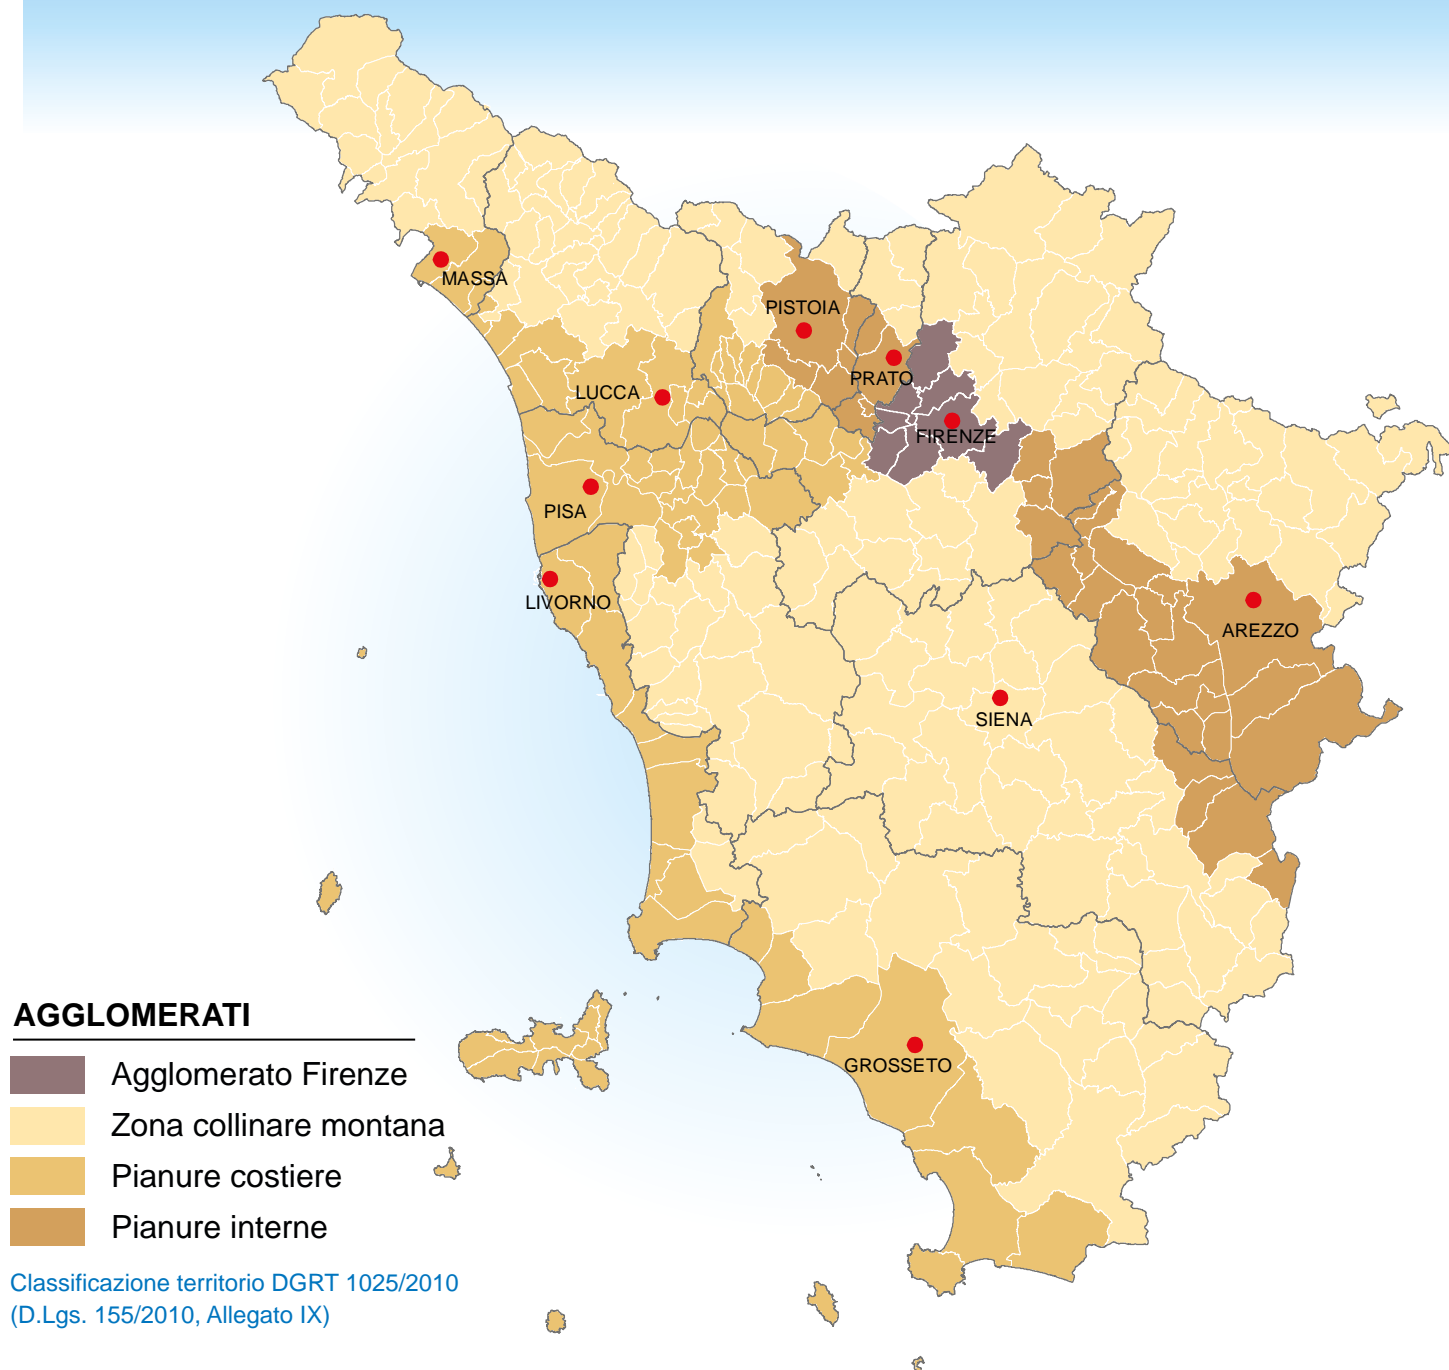 MASSA
PISTOIA
PRATO
LUCCA
FIRENZE
PISA
LIVORNO
AREZZO
SIENA
GROSSETO
AGGLOMERATI
Agglomerato Firenze
Zona collinare montana
Pianure costiere
Pianure interne
Classificazione territorio DGRT 1025/2010
(D.Lgs. 155/2010, Allegato IX)